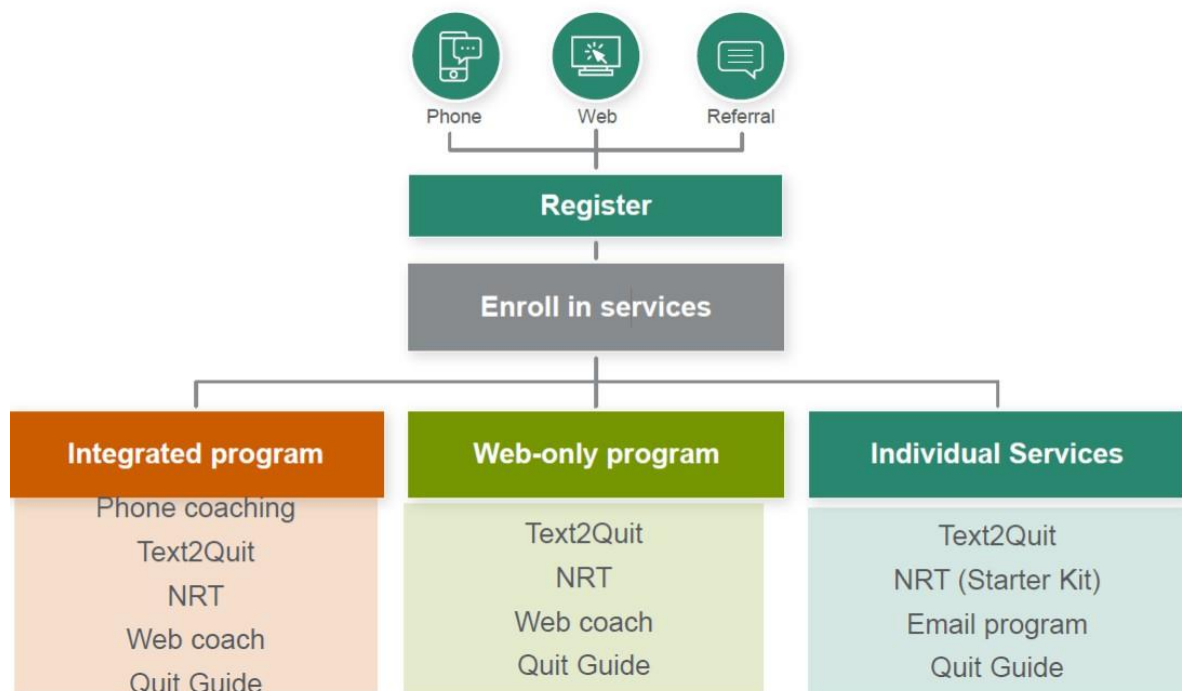 Phone
Web
Referral
Register
Enroll in services
Integrated program
Phone coaching
Text2Quit
NRT
Web coach
Quit Guide
Web-only program
Text2Quit
NRT
Web coach
Quit Guide
Individual Services
Text2Quit
NRT (Starter Kit)
Email program
Quit Guide